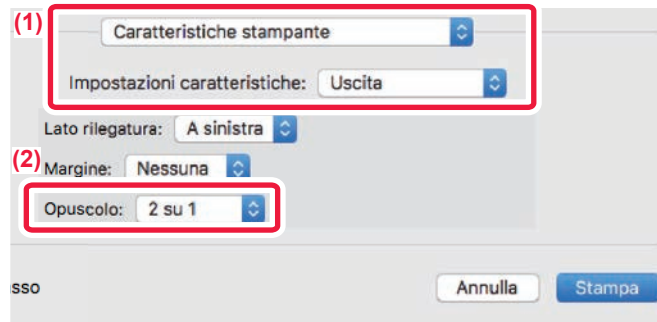 (1)
Caratteristiche stampante
Impostazioni caratteristiche: Uscita
Lato rilegatura: A sinistra
(2)
Margine: Nessuna
Opuscolo: 2 su 1
sso
Annulla Stampa